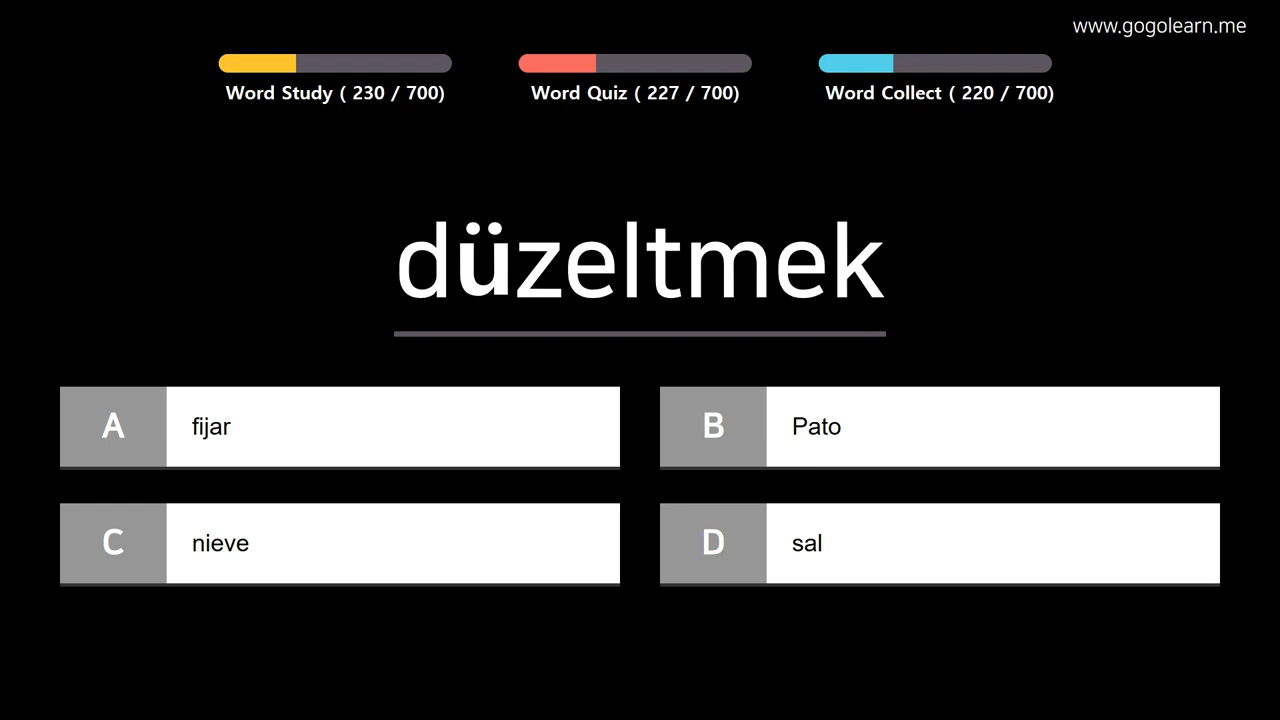 www.gogolearn.me
Word Study ( 230 / 700)
Word Quiz ( 227 / 700)
Word Collect ( 220 / 700)
düzeltmek
A fijar
B Pato
C nieve
D sal